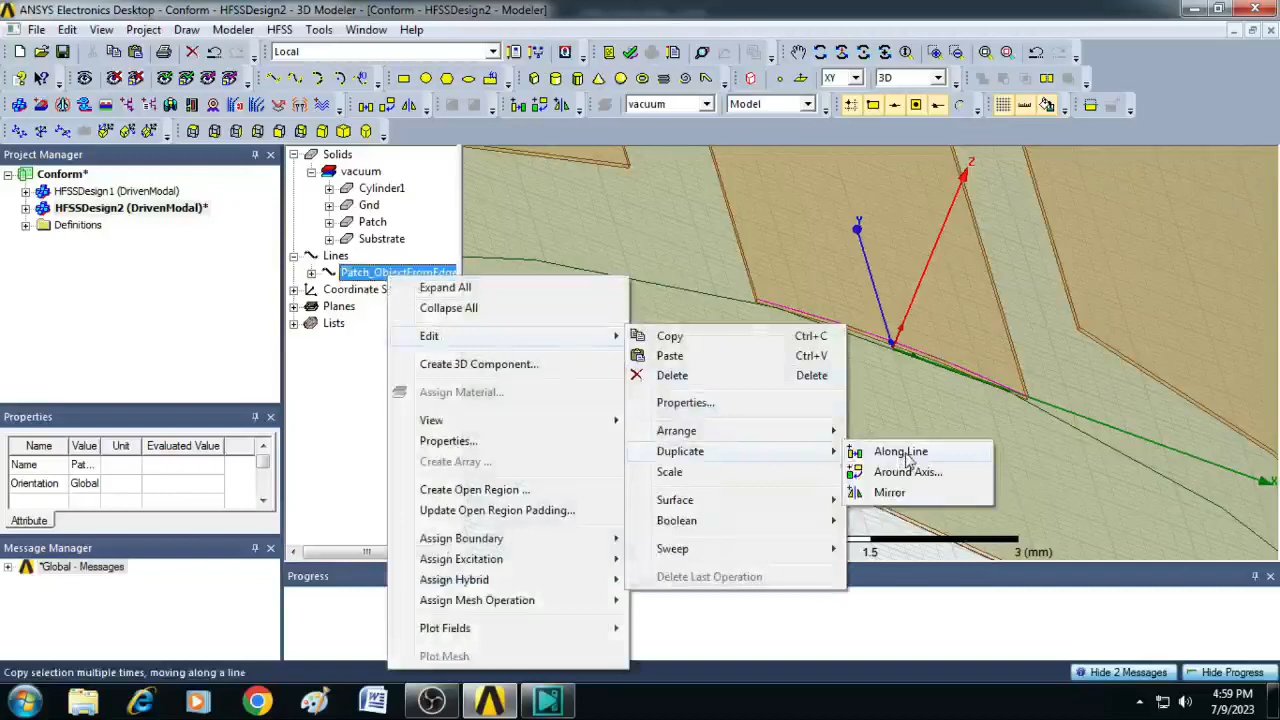 ANSYS Electronics Desktop - Conform - HFSSDesign2 - 3D Modeler - [Conform - HFSSDesign2 - Modeler]
File Edit View Project Draw Modeler HFSS Tools Window Help
Local
XY 3D
vacuum Model
Project Manager
Conform*
HFSSDesign1 (DrivenModal)
HFSSDesign2 (DrivenModal)*
Definitions
Solids
vacuum
Cylinder1
Gnd
Patch
Substrate
Lines
Patch_ObjectFromEdge
Coordinate S
Planes
Lists
Z
Y
X
1.5 3 (mm)
Expand All
Collapse All
Edit
Create 3D Component...
Assign Material...
View
Properties...
Create Array ...
Create Open Region ...
Update Open Region Padding...
Assign Boundary
Assign Excitation
Assign Hybrid
Assign Mesh Operation
Plot Fields
Plot Mesh
Copy Ctrl+C
Paste Ctrl+V
Delete Delete
Properties...
Arrange
Duplicate
Scale
Surface
Boolean
Sweep
Delete Last Operation
Along Line
Around Axis...
Mirror
Properties
Name Value Unit Evaluated Value
Name Pat...
Orientation Global
Attribute
Message Manager
*Global - Messages
Progress
Copy selection multiple times, moving along a line
Hide 2 Messages Hide Progress
4:59 PM
7/9/2023